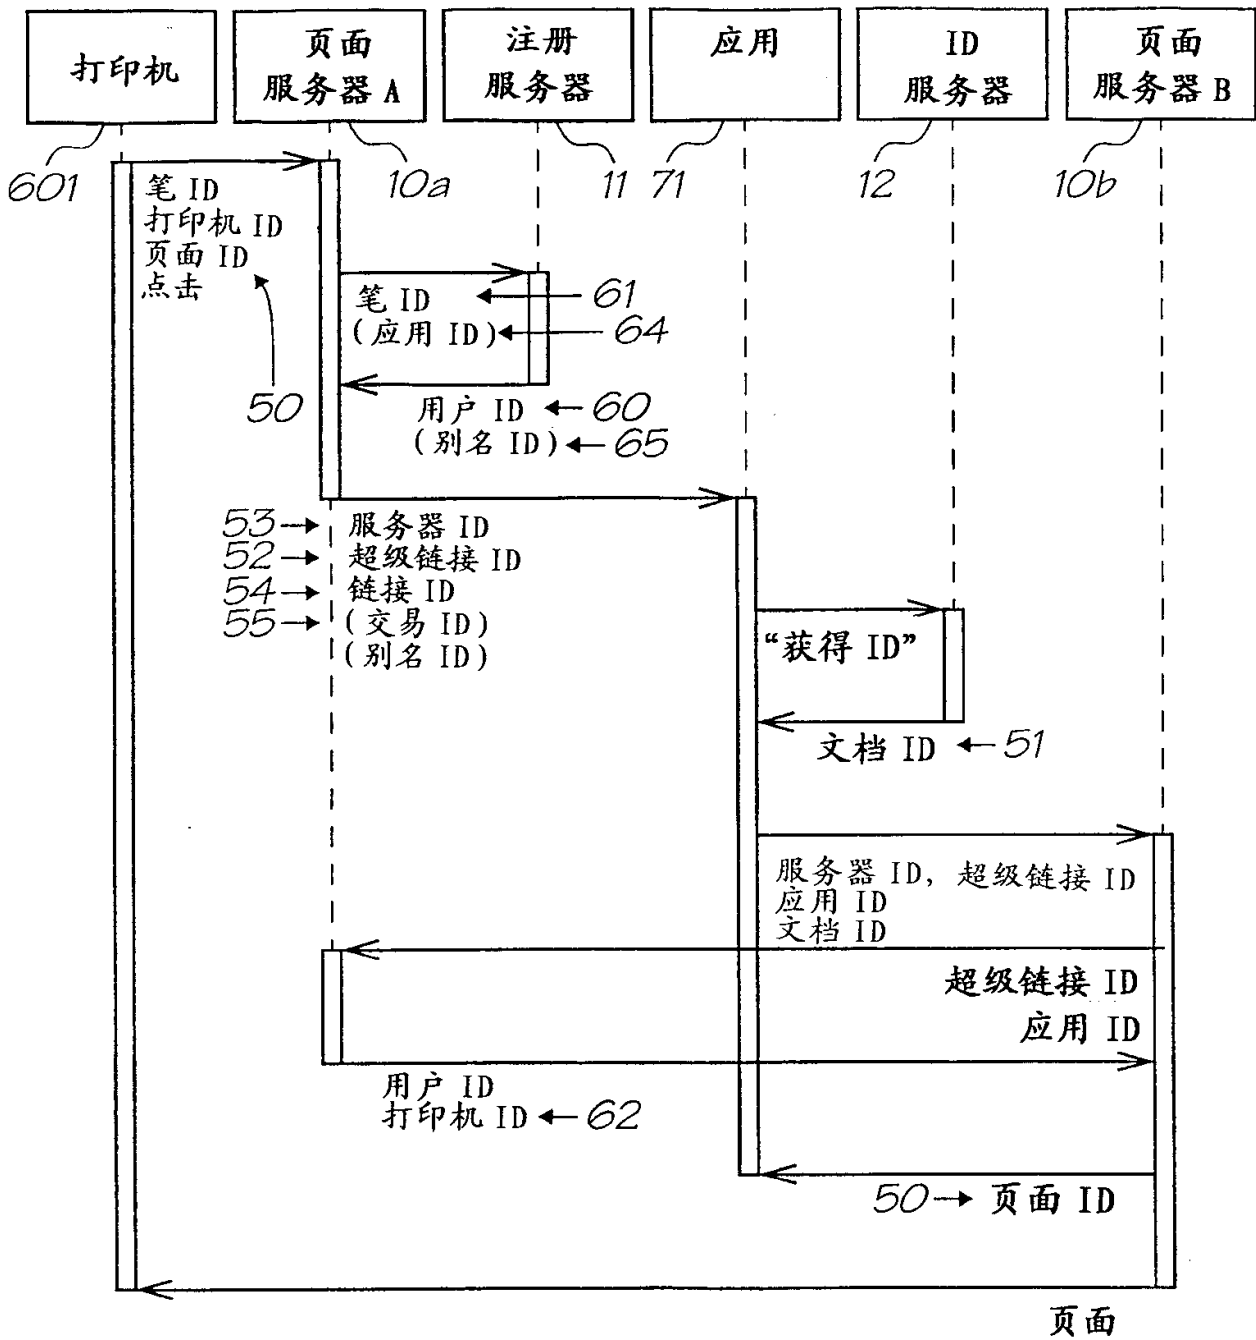 打印机
页面
服务器 A
注册
服务器
应用
ID
服务器
页面
服务器 B
601
10a
11
71
12
10b
笔 ID
打印机 ID
页面 ID
点击
50
笔 ID
61
(应用 ID)
64
用户 ID
60
(别名 ID)
65
53
服务器 ID
52
超级链接 ID
54
链接 ID
55
(交易 ID)
(别名 ID)
“获得 ID”
文档 ID
51
服务器 ID, 超级链接 ID
应用 ID
文档 ID
超级链接 ID
应用 ID
用户 ID
打印机 ID
62
50
页面 ID
页面